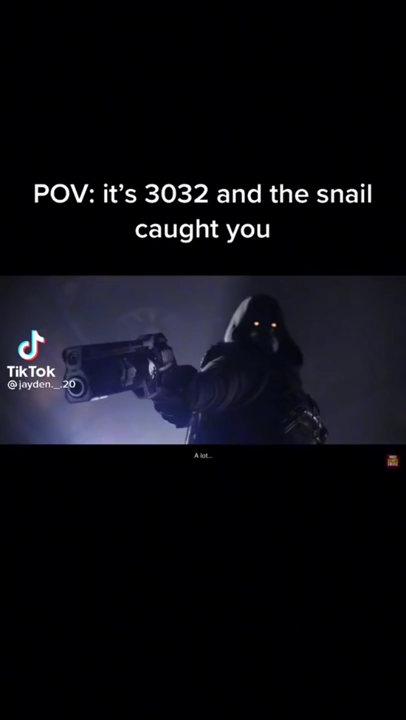 POV: it's 3032 and the snail
caught you
TikTok
@jayden._.20
A lot...